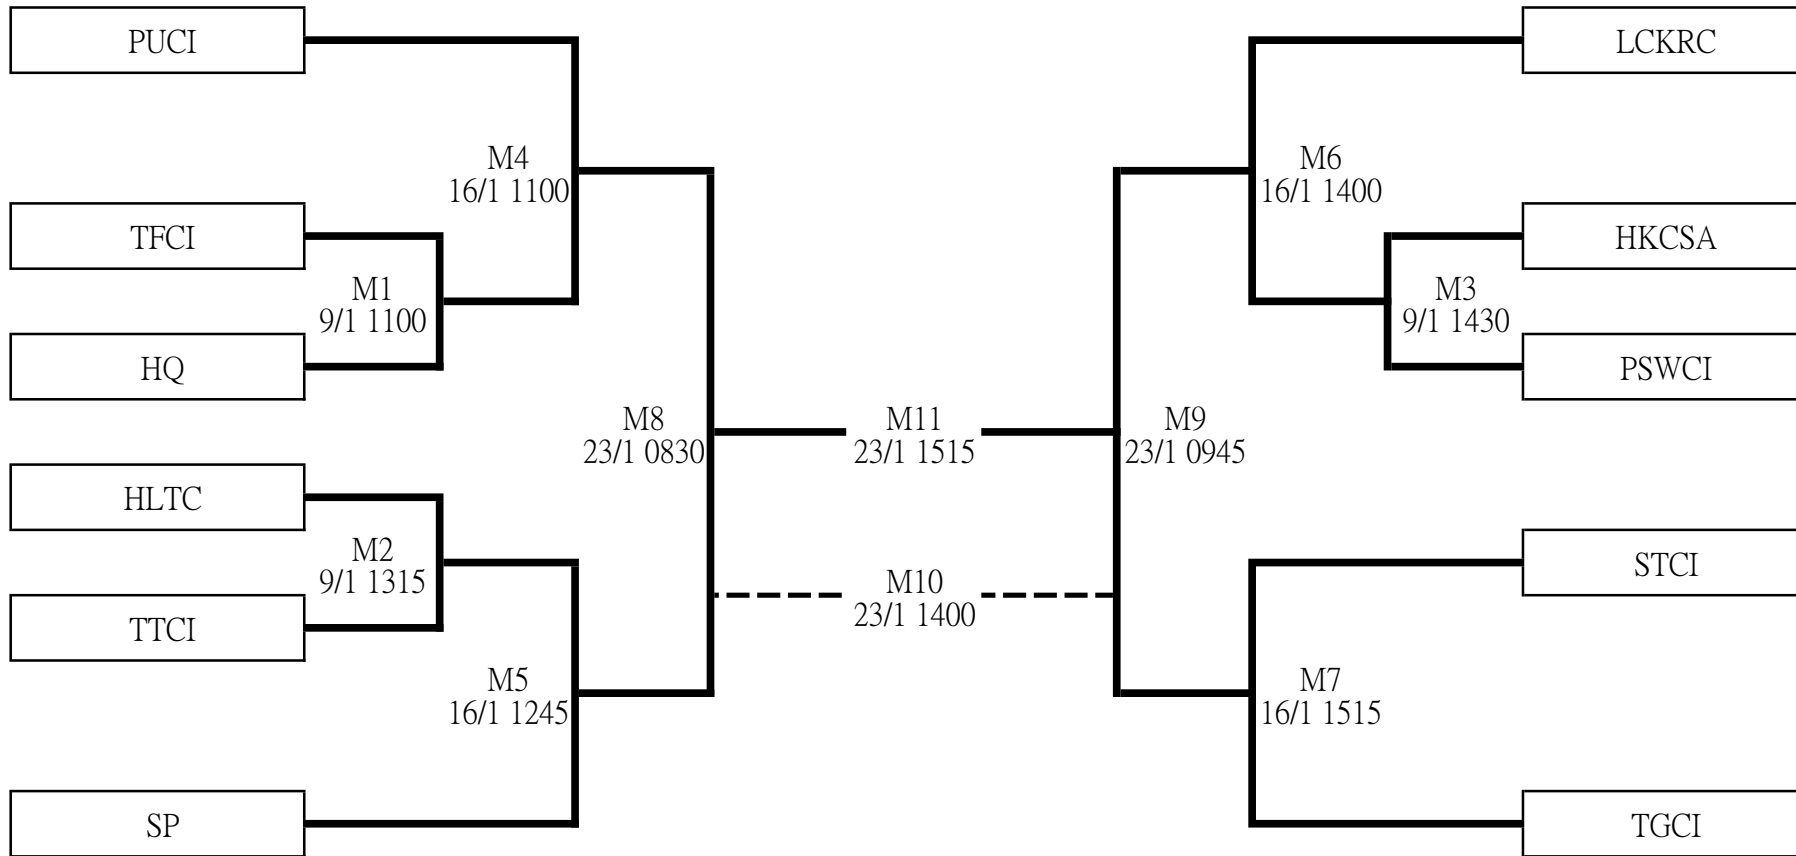 PUCI
LCKRC
M4
16/1 1100
M6
16/1 1400
TFCI
HKCSA
M1
9/1 1100
M3
9/1 1430
HQ
PSWCI
M8
23/1 0830
M11
23/1 1515
M9
23/1 0945
HLTC
M2
9/1 1315
STCI
M10
23/1 1400
TTCI
M5
16/1 1245
M7
16/1 1515
SP
TGCI